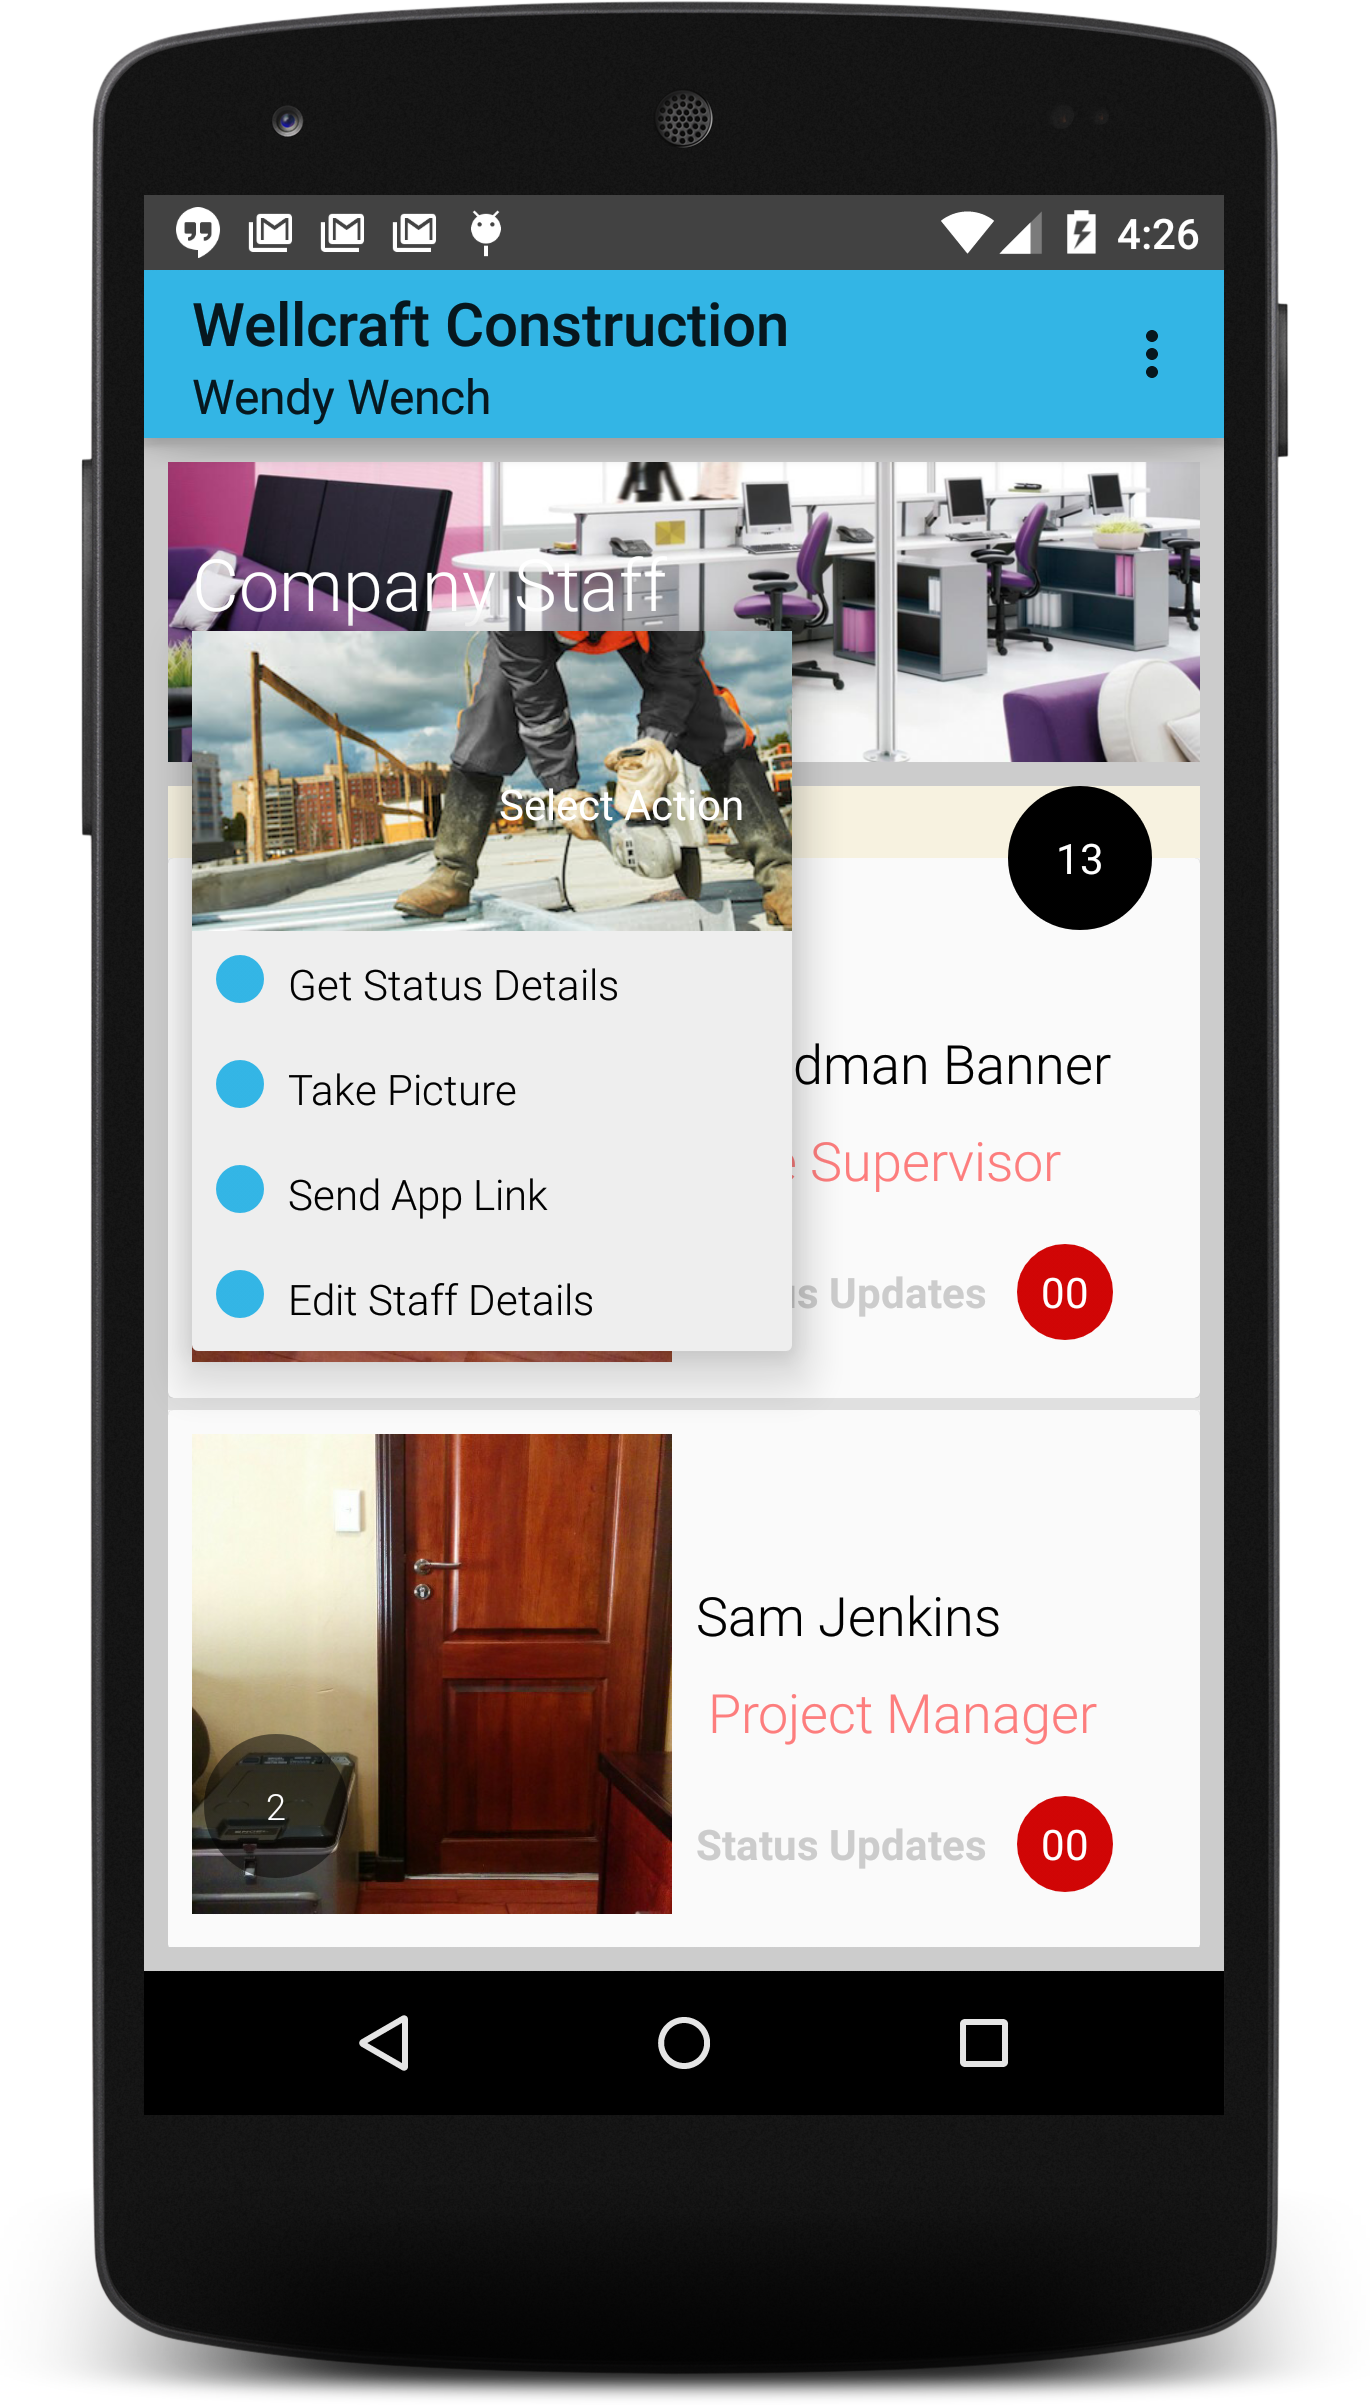 4:26
Wellcraft Construction
Wendy Wench
Company Staff
Select Action
13
Get Status Details
dman Banner
Take Picture
Supervisor
Send App Link
Updates 00
Edit Staff Details
Sam Jenkins
Project Manager
2
Status Updates 00